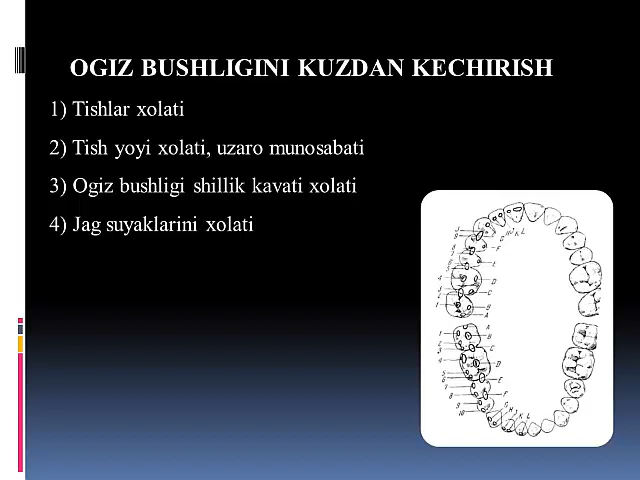 OGIZ BUSHLIGINI KUZDAN KECHIRISH
1) Tishlar xolati
2) Tish yoyi xolati, uzaro munosabati
3) Ogiz bushligi shillik kavati xolati
4) Jag suyaklarini xolati